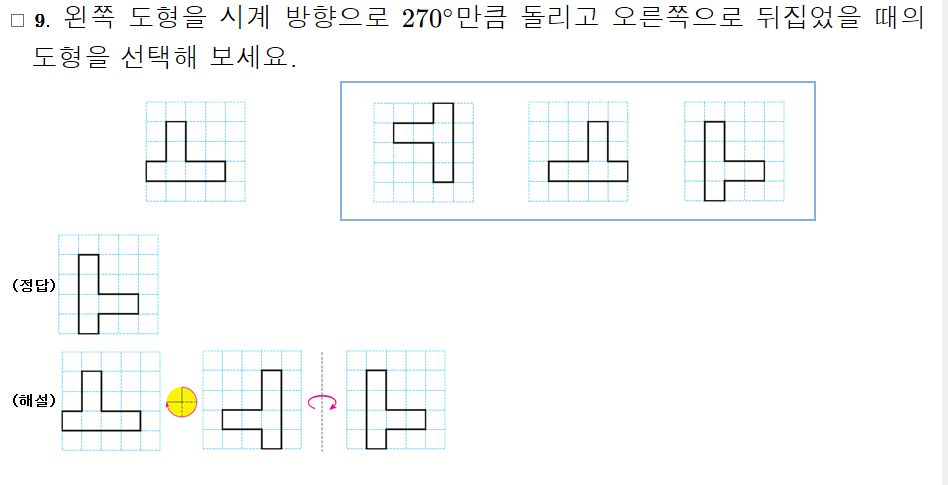 □ 9. 왼쪽 도형을 시계 방향으로 270°만큼 돌리고 오른쪽으로 뒤집었을 때의
도형을 선택해 보세요.
(정답)
(해설)